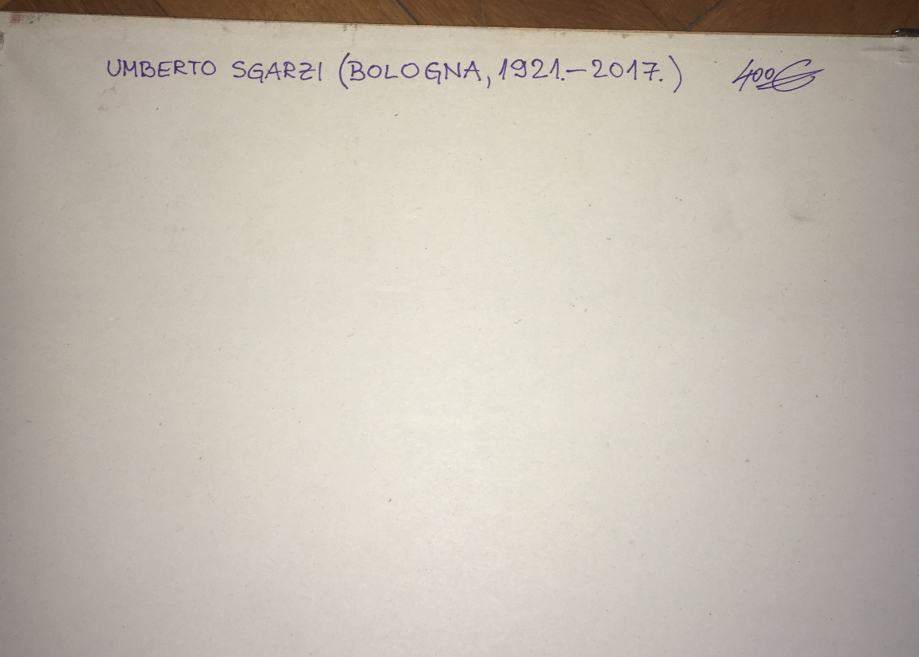 UMBERTO SGARZI (BOLOGNA, 1921.-2017.) 400€